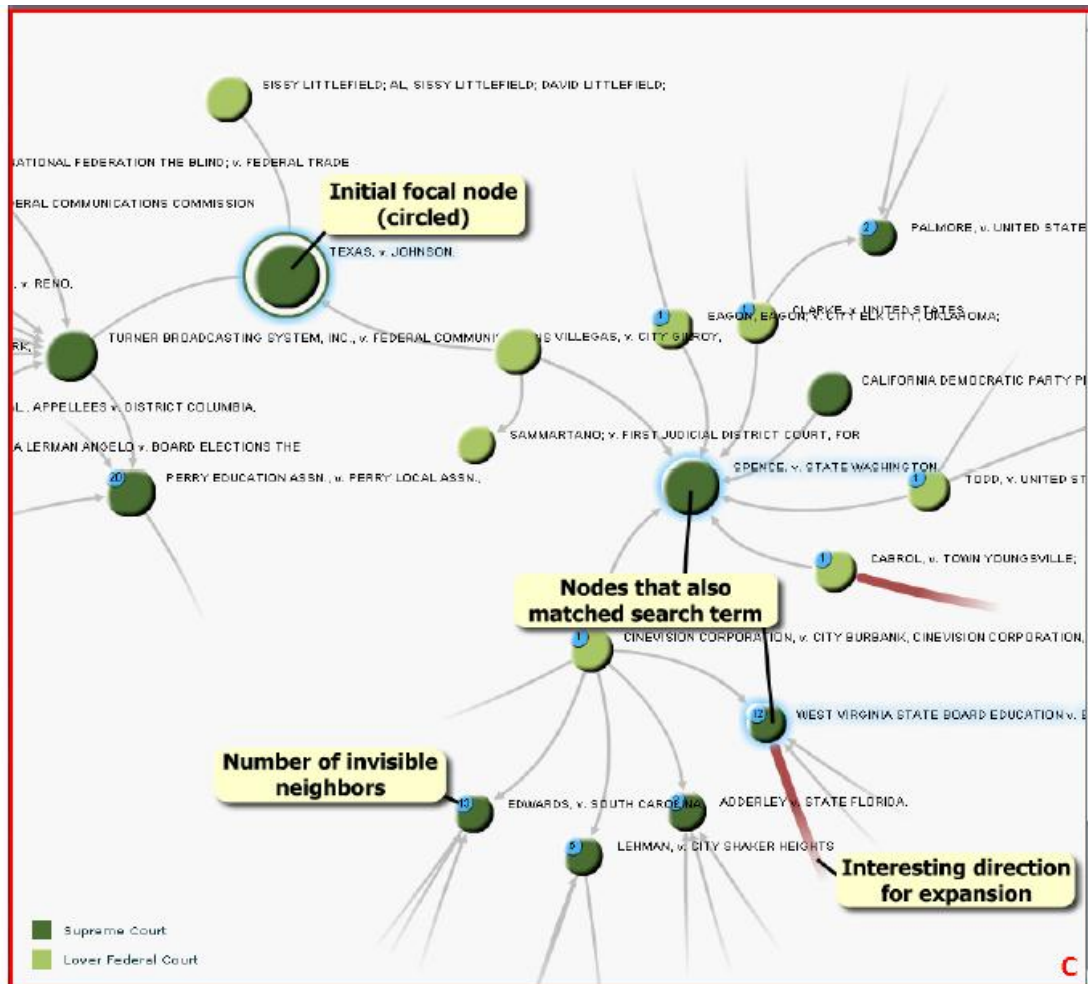 SISSY LITTLEFIELD; AL, SISSY LITTLEFIELD; DAVID LITTLEFIELD;
NATIONAL FEDERATION THE BLIND; v. FEDERAL TRADE
Initial focal node
(circled)
ERAL COMMUNICATIONS COMMISSION
PALMORE, v. UNITED STATE
2
TEXAS, v. JOHNSON.
. v. RENO,
CLARKE, v. UNITED STATES
1
EAGON, EAGON, v. CITY ELK CITY, OKLAHOMA;
1
TURNER BROADCASTING SYSTEM, INC., v. FEDERAL COMMUNIC
VILLEGAS, v. CITY GILROY,
RK,
CALIFORNIA DEMOCRATIC PARTY
L., APPELLEES v. DISTRICT COLUMBIA,
SAMMARTANO; v. FIRST JUDICIAL DISTRICT COURT, FOR
A LERMAN ANGELO v. BOARD ELECTIONS THE
SPENCE, v. STATE WASHINGTON
20
PERRY EDUCATION ASSN., v. PERRY LOCAL ASSN.,
1
TODD, v. UNITED ST
1
CABROL, v. TOWN YOUNGSVILLE;
Nodes that also
matched search term
1
CINEVISION CORPORATION, v. CITY BURBANK, CINEVISION CORPORATION,
12
WEST VIRGINIA STATE BOARD EDUCATION v.
Number of invisible
neighbors
13
EDWARDS, v. SOUTH CAROLINA
ADDERLEY v. STATE FLORIDA.
5
LEHMAN, v. CITY SHAKER HEIGHTS
Interesting direction
for expansion
Supreme Court
Lower Federal Court
C